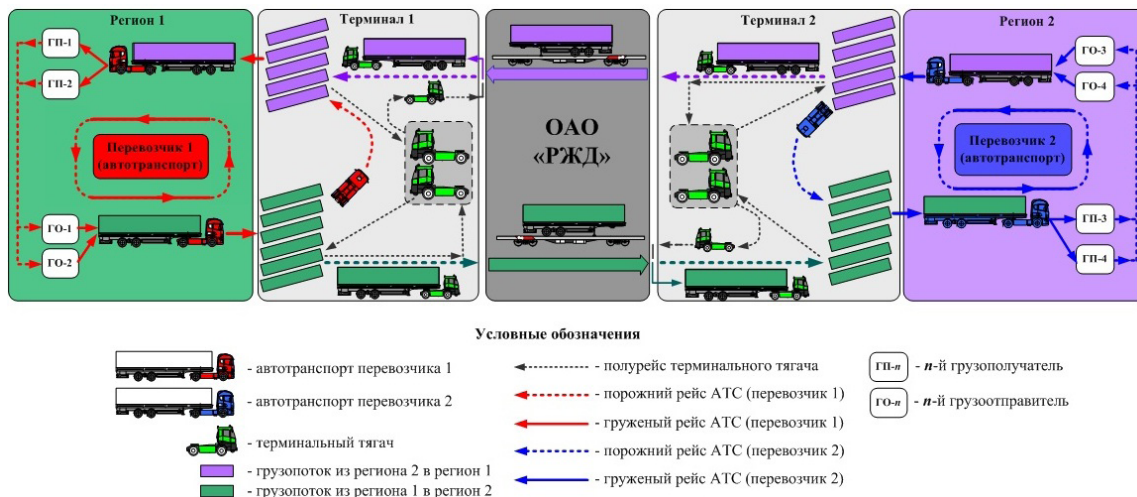 Регион 1
Терминал 1
Терминал 2
Регион 2
ГП-1
ГП-2
Перевозчик 1
(автотранспорт)
ГО-1
ГО-2
ОАО
«РЖД»
ГО-3
ГО-4
Перевозчик 2
(автотранспорт)
ГП-3
ГП-4
Условные обозначения
- автотранспорт перевозчика 1
- автотранспорт перевозчика 2
- терминальный тягач
- грузопоток из региона 2 в регион 1
- грузопоток из региона 1 в регион 2
- полурейс терминального тягача
- порожний рейс АТС (перевозчик 1)
- груженый рейс АТС (перевозчик 1)
- порожний рейс АТС (перевозчик 2)
- груженый рейс АТС (перевозчик 2)
ГП-n - n-й грузополучатель
ГО-n - n-й грузоотправитель